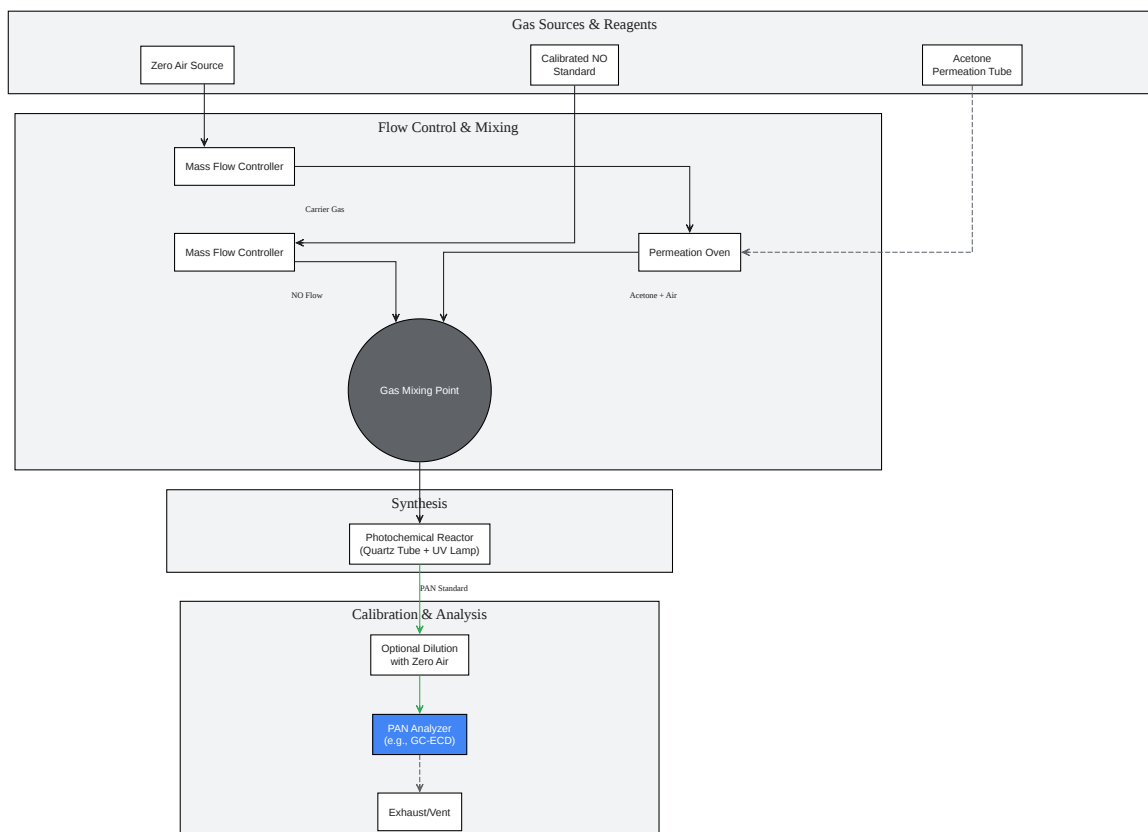 Gas Sources & Reagents
Zero Air Source
Calibrated NO
Standard
Acetone
Permeation Tube
Flow Control & Mixing
Mass Flow Controller
Carrier Gas
Mass Flow Controller
Permeation Oven
NO Flow
Acetone + Air
Gas Mixing Point
Synthesis
Photochemical Reactor
(Quartz Tube + UV Lamp)
PAN Standard
Calibration & Analysis
Optional Dilution
with Zero Air
PAN Analyzer
(e.g., GC-ECD)
Exhaust/Vent